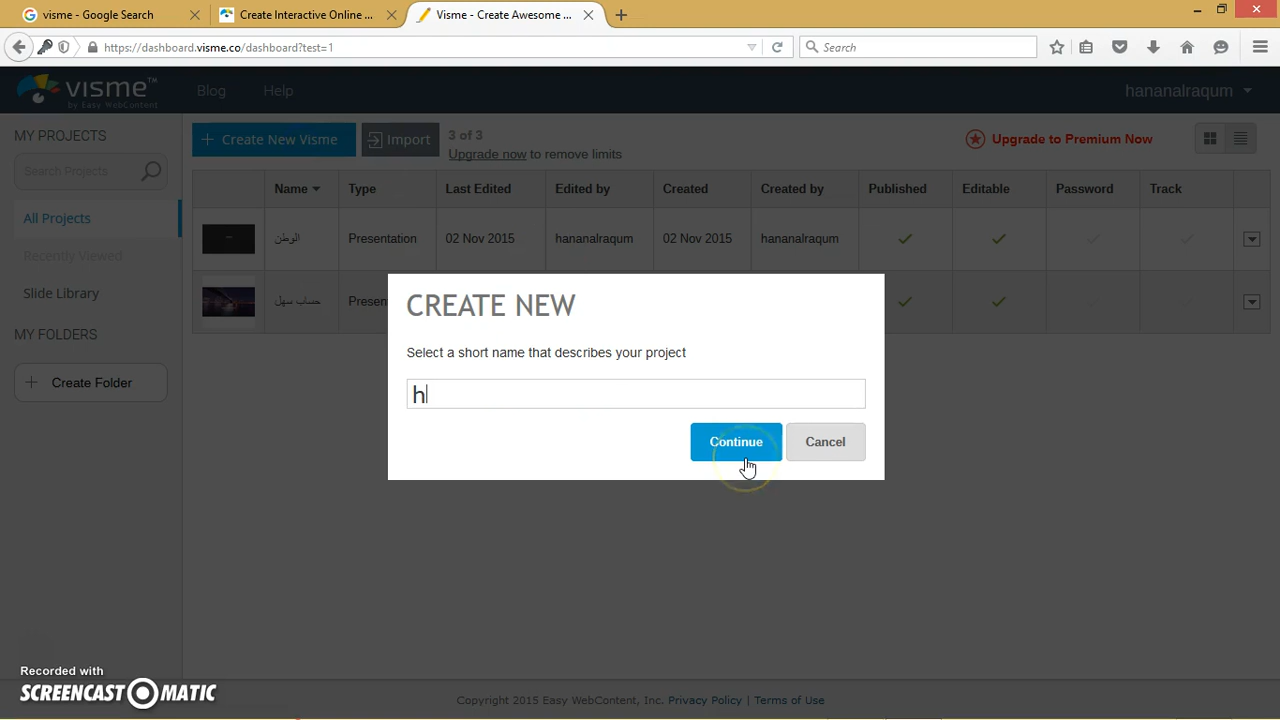 visme - Google Search
Create Interactive Online ...
Visme - Create Awesome ...
https://dashboard.visme.co/dashboard?test=1
Search
visme™
by Easy WebContent
Blog
Help
hananalraqum
MY PROJECTS
Search Projects
All Projects
Recently Viewed
Slide Library
MY FOLDERS
Create Folder
Create New Visme
Import
3 of 3
Upgrade now to remove limits
Upgrade to Premium Now
Name Type Last Edited Edited by Created Created by Published Editable Password Track
الوطن Presentation 02 Nov 2015 hananalraqum 02 Nov 2015 hananalraqum
حساب سهل Presen
CREATE NEW
Select a short name that describes your project
h
Continue
Cancel
Recorded with
SCREENCAST-O-MATIC
Copyright 2015 Easy WebContent, Inc. Privacy Policy | Terms of Use